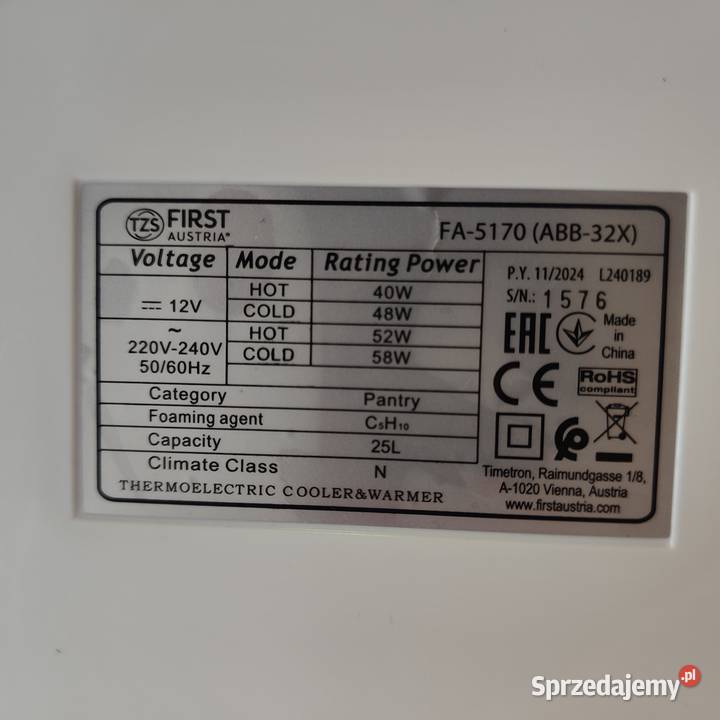 TZS FIRST AUSTRIA®
FA-5170 (ABB-32X)
Voltage Mode Rating Power
⎓ 12V HOT 40W
COLD 48W
~ 220V-240V 50/60Hz HOT 52W
COLD 58W
Category Pantry
Foaming agent C₅H₁₀
Capacity 25L
Climate Class N
THERMOELECTRIC COOLER&WARMER
P.Y. 11/2024 L240189
S/N.: 1576
EAC
Made
in
China
CE
RoHS
compliant
Timetron, Raimundgasse 1/8,
A-1020 Vienna, Austria
www.firstaustria.com
Sprzedajemy.pl